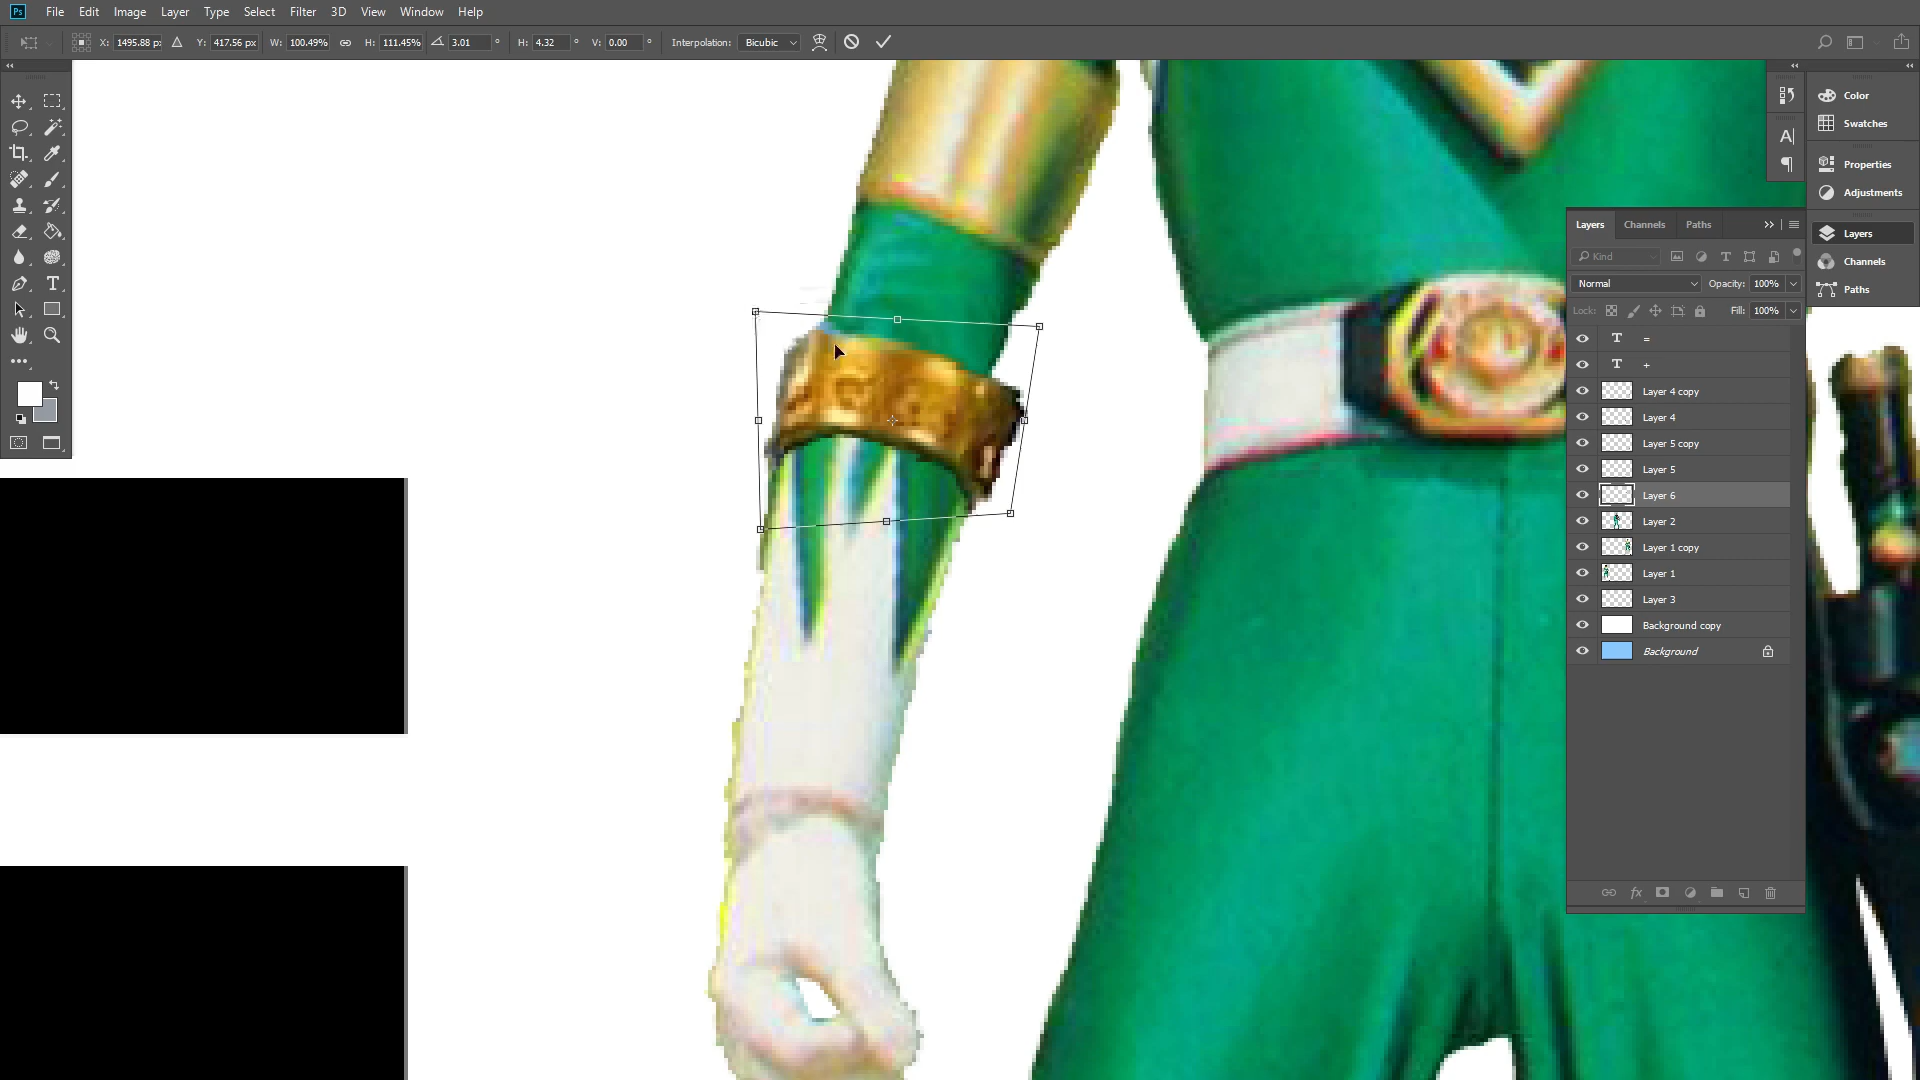 Ps File Edit Image Layer Type Select Filter 3D View Window Help
X: 1495.88 px Y: 417.56 px W: 100.49% H: 111.45% 3.01 ° H: 4.32 ° V: 0.00 ° Interpolation: Bicubic
Color
Swatches
Properties
Adjustments
Layers
Channels
Paths
Layers Channels Paths
Kind
Normal Opacity: 100%
Lock: Fill: 100%
T =
T +
Layer 4 copy
Layer 4
Layer 5 copy
Layer 5
Layer 6
Layer 2
Layer 1 copy
Layer 1
Layer 3
Background copy
Background
fx